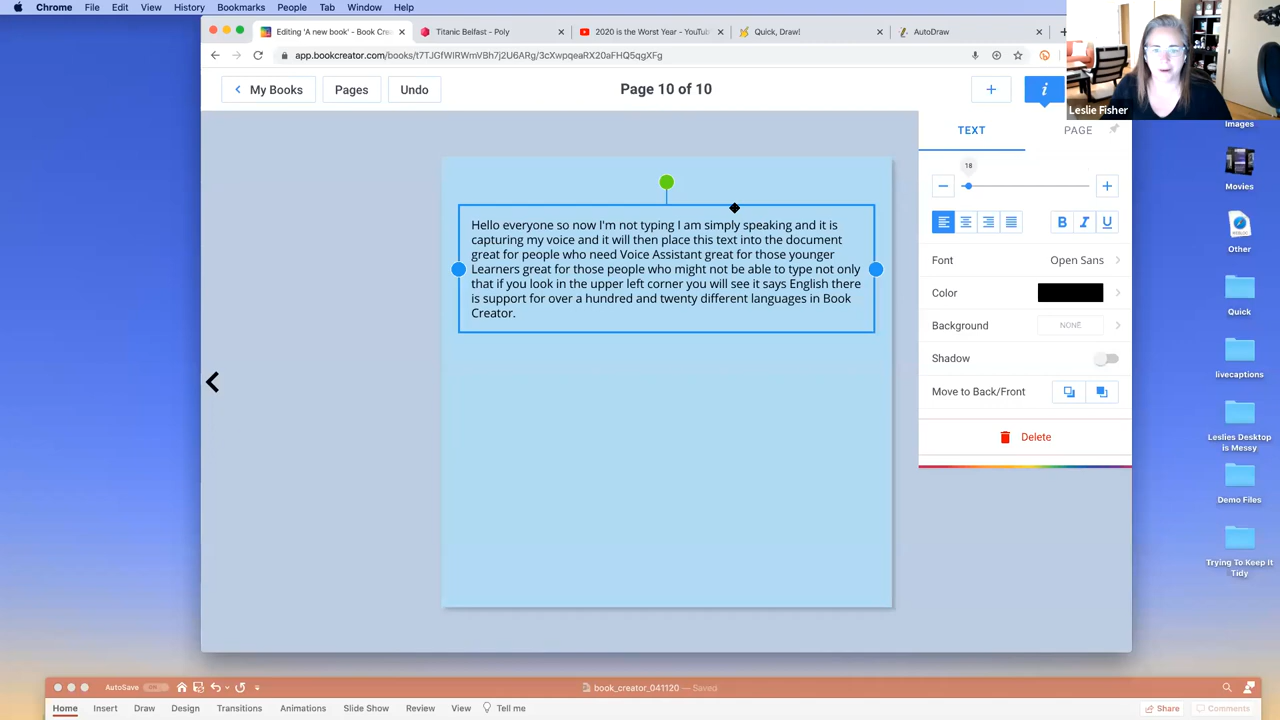 Chrome File Edit View History Bookmarks People Tab Window Help
Editing 'A new book' - Book Cre
Titanic Belfast - Poly
2020 is the Worst Year - YouTu
Quick, Draw!
AutoDraw
My Books
Pages
Undo
Page 10 of 10
i
Leslie Fisher
TEXT
PAGE
18
B I U
Font Open Sans
Color
Background NONE
Shadow
Move to Back/Front
Delete
Hello everyone so now I'm not typing I am simply speaking and it is
capturing my voice and it will then place this text into the document
great for people who need Voice Assistant great for those younger
Learners great for those people who might not be able to type not only
that if you look in the upper left corner you will see it says English there
is support for over a hundred and twenty different languages in Book
Creator.
Images
Movies
Other
Quick
livecaptions
Leslies Desktop
is Messy
Demo Files
Trying To Keep It
Tidy
AutoSave
book_creator_041120 — Saved
Home Insert Draw Design Transitions Animations Slide Show Review View Tell me
Share
Comments